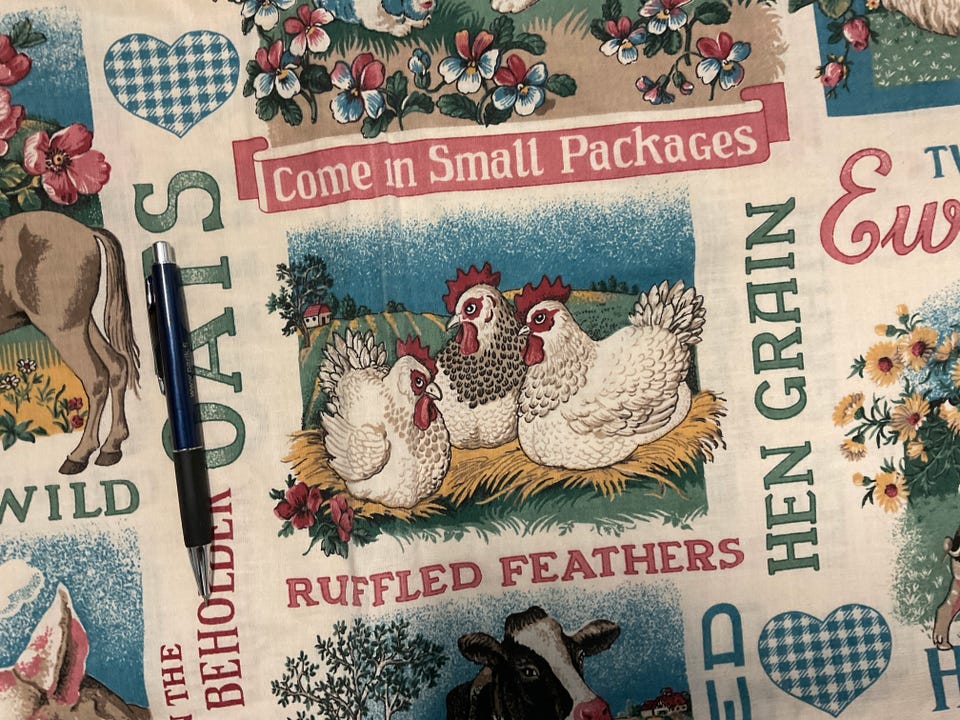 Come in Small Packages
OATS
HEN GRAIN
WILD
RUFFLED FEATHERS
THE
BEHOLDER